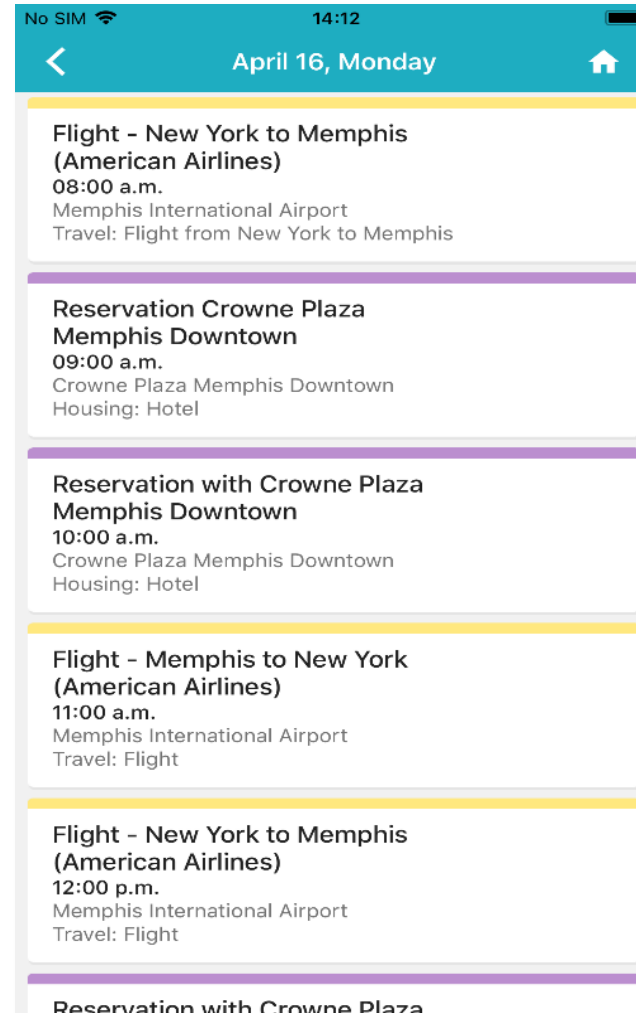 No SIM 14:12
April 16, Monday
Flight - New York to Memphis
(American Airlines)
08:00 a.m.
Memphis International Airport
Travel: Flight from New York to Memphis
Reservation Crowne Plaza
Memphis Downtown
09:00 a.m.
Crowne Plaza Memphis Downtown
Housing: Hotel
Reservation with Crowne Plaza
Memphis Downtown
10:00 a.m.
Crowne Plaza Memphis Downtown
Housing: Hotel
Flight - Memphis to New York
(American Airlines)
11:00 a.m.
Memphis International Airport
Travel: Flight
Flight - New York to Memphis
(American Airlines)
12:00 p.m.
Memphis International Airport
Travel: Flight
Reservation with Crowne Plaza